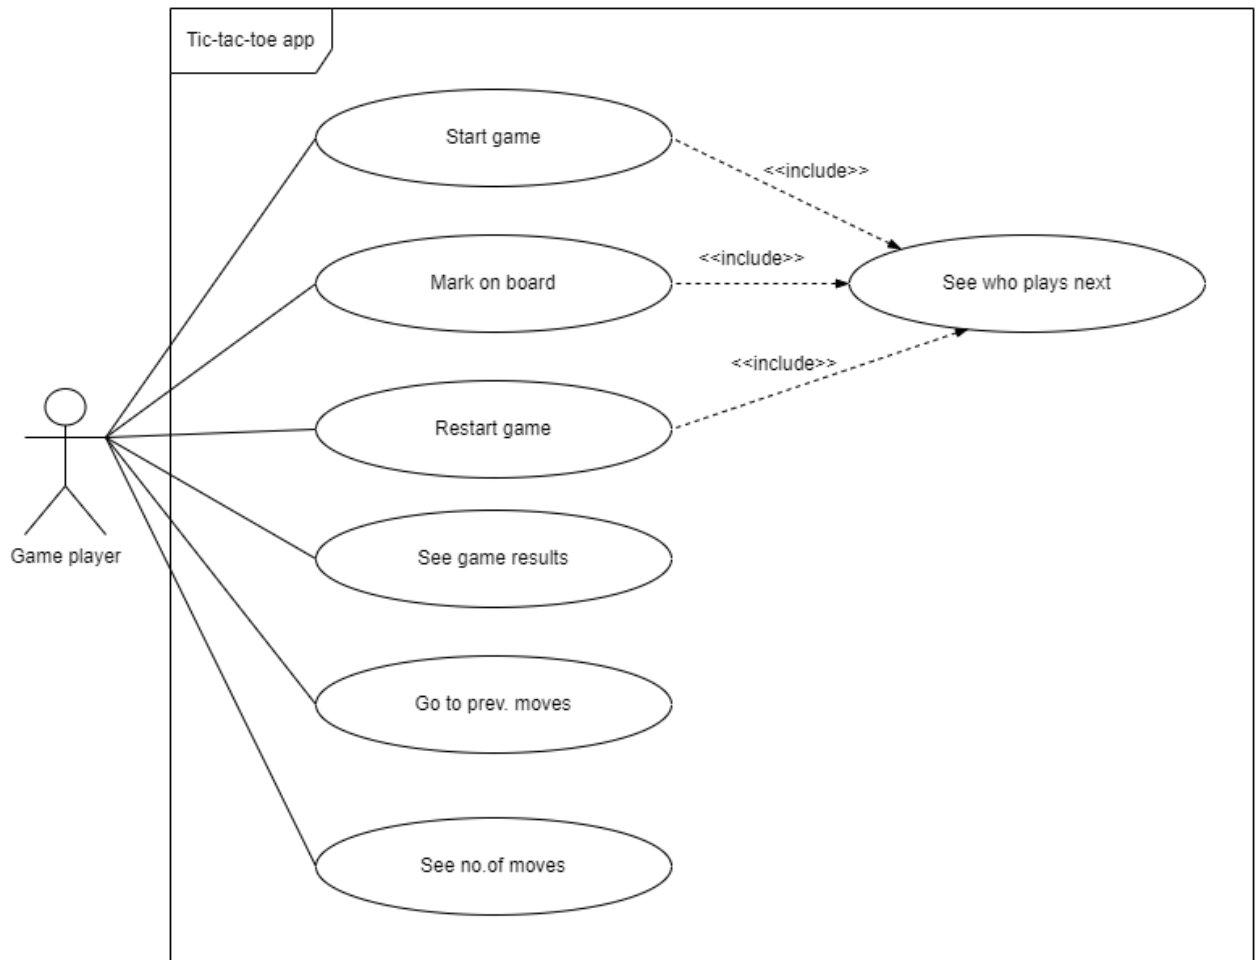 Tic-tac-toe app
Start game
<<include>>
Mark on board
<<include>>
See who plays next
<<include>>
Restart game
Game player
See game results
Go to prev. moves
See no.of moves